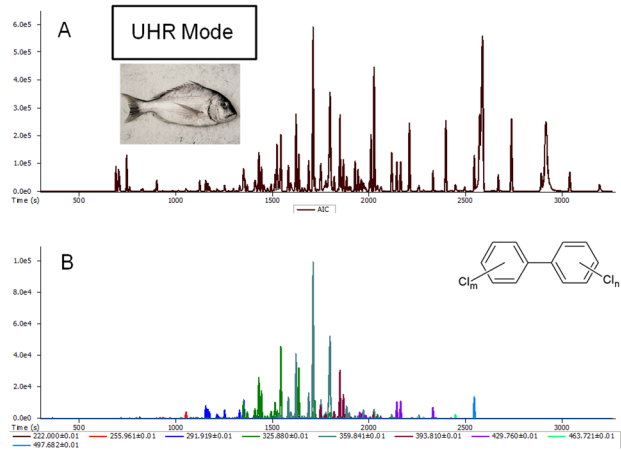 A
UHR Mode
6.0e5
5.0e5
4.0e5
3.0e5
2.0e5
1.0e5
0.0e0
Time (s) 500 1000 1500 2000 2500 3000
AIC
B
1.0e5
8.0e4
6.0e4
4.0e4
2.0e4
0.0e0
Clm
Cln
Time (s) 500 1000 1500 2000 2500 3000
222.000±0.01 255.961±0.01 291.919±0.01 325.880±0.01 359.841±0.01 393.810±0.01 429.760±0.01 463.721±0.01
497.682±0.01